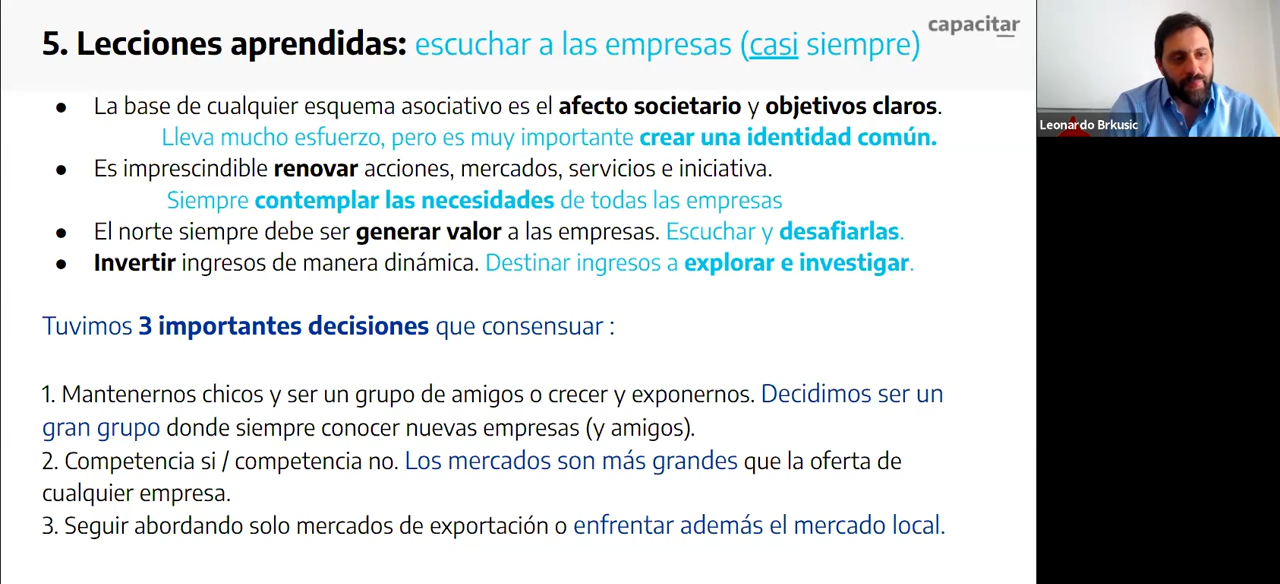 capacitar
5. Lecciones aprendidas: escuchar a las empresas (casi siempre)
● La base de cualquier esquema asociativo es el afecto societario y objetivos claros.
Lleva mucho esfuerzo, pero es muy importante crear una identidad común.
● Es imprescindible renovar acciones, mercados, servicios e iniciativa.
Siempre contemplar las necesidades de todas las empresas
● El norte siempre debe ser generar valor a las empresas. Escuchar y desafiarlas.
● Invertir ingresos de manera dinámica. Destinar ingresos a explorar e investigar.
Tuvimos 3 importantes decisiones que consensuar :
1. Mantenernos chicos y ser un grupo de amigos o crecer y exponernos. Decidimos ser un
gran grupo donde siempre conocer nuevas empresas (y amigos).
2. Competencia si / competencia no. Los mercados son más grandes que la oferta de
cualquier empresa.
3. Seguir abordando solo mercados de exportación o enfrentar además el mercado local.
Leonardo Brkusic